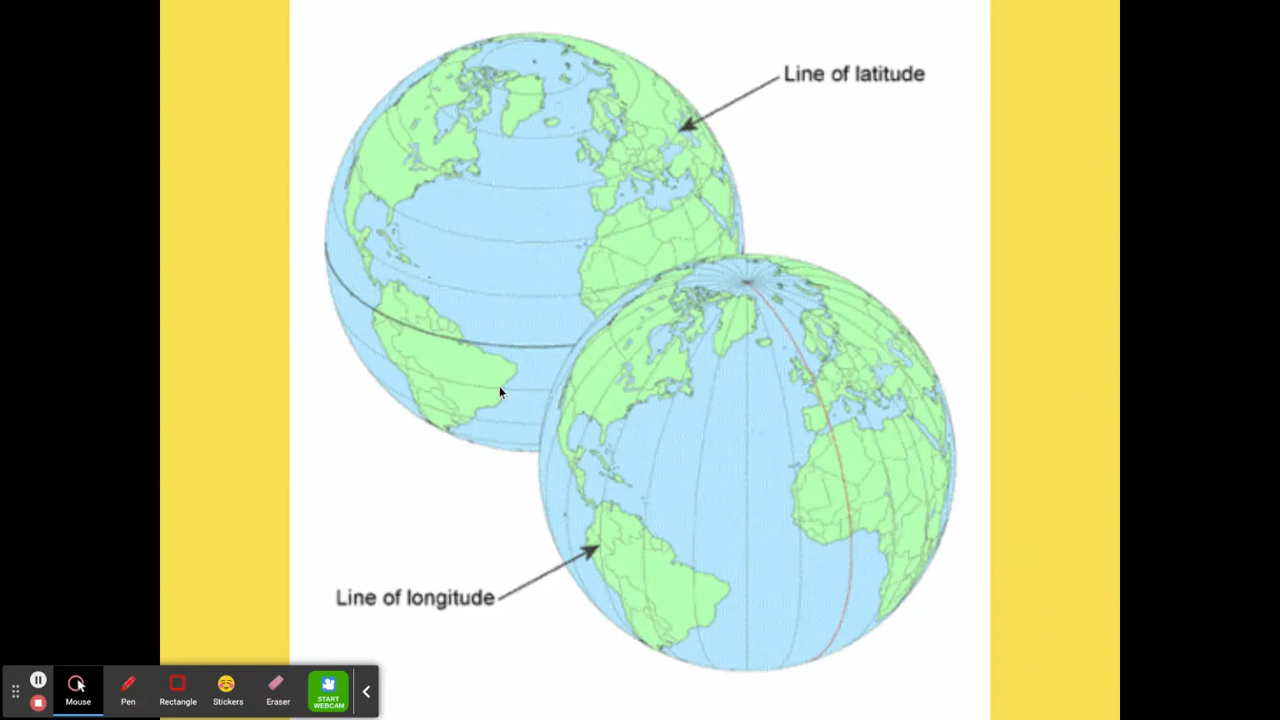 Line of latitude
Line of longitude
Mouse
Pen
Rectangle
Stickers
Eraser
START
WEBCAM